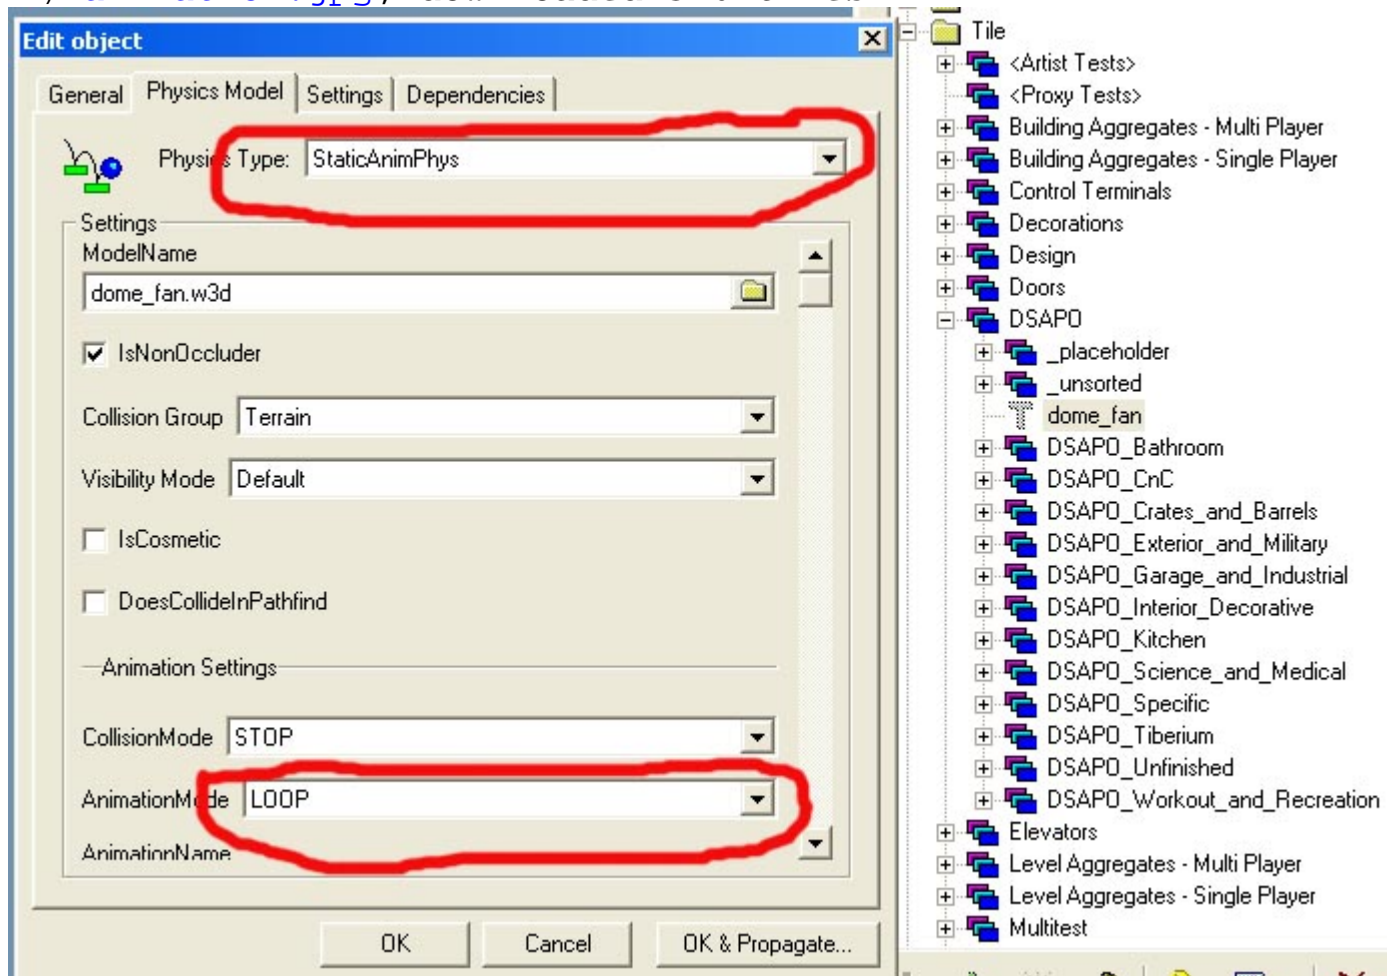 Edit object
General Physics Model Settings Dependencies
Physics Type: StaticAnimPhys
Settings
ModelName
dome_fan.w3d
IsNonOccluder
Collision Group Terrain
Visibility Mode Default
IsCosmetic
DoesCollideInPathfind
Animation Settings
CollisionMode STOP
AnimationMode LOOP
AnimationName
OK Cancel OK & Propagate...
Tile
<Artist Tests>
<Proxy Tests>
Building Aggregates - Multi Player
Building Aggregates - Single Player
Control Terminals
Decorations
Design
Doors
DSAPO
_placeholder
_unsorted
dome_fan
DSAPO_Bathroom
DSAPO_CnC
DSAPO_Crates_and_Barrels
DSAPO_Exterior_and_Military
DSAPO_Garage_and_Industrial
DSAPO_Interior_Decorative
DSAPO_Kitchen
DSAPO_Science_and_Medical
DSAPO_Specific
DSAPO_Tiberium
DSAPO_Unfinished
DSAPO_Workout_and_Recreation
Elevators
Level Aggregates - Multi Player
Level Aggregates - Single Player
Multitest